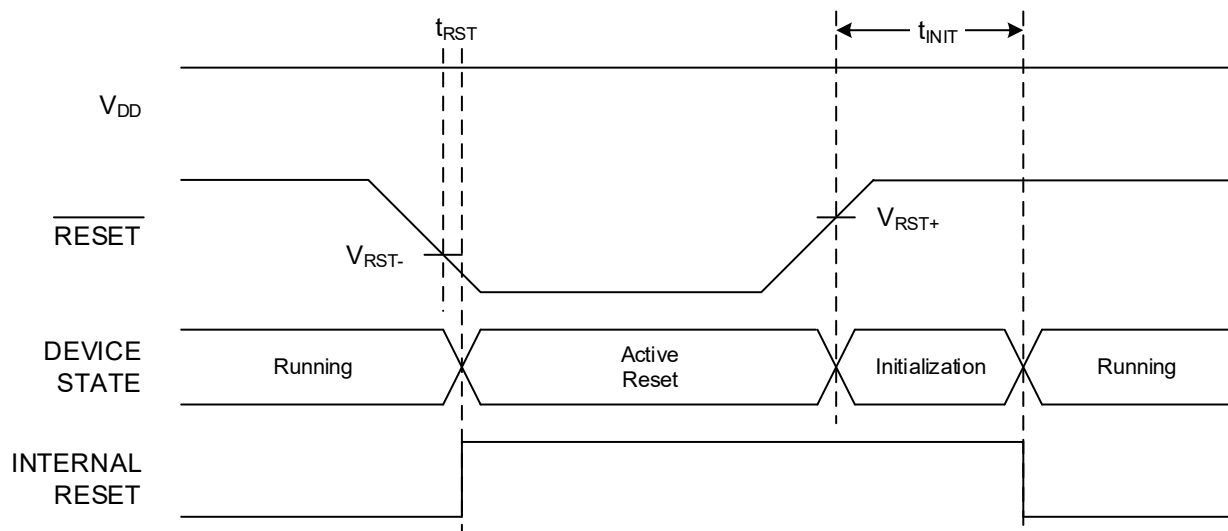 tRST
tINIT
VDD
RESET
VRST-
VRST+
DEVICE
STATE
Running
Active
Reset
Initialization
Running
INTERNAL
RESET